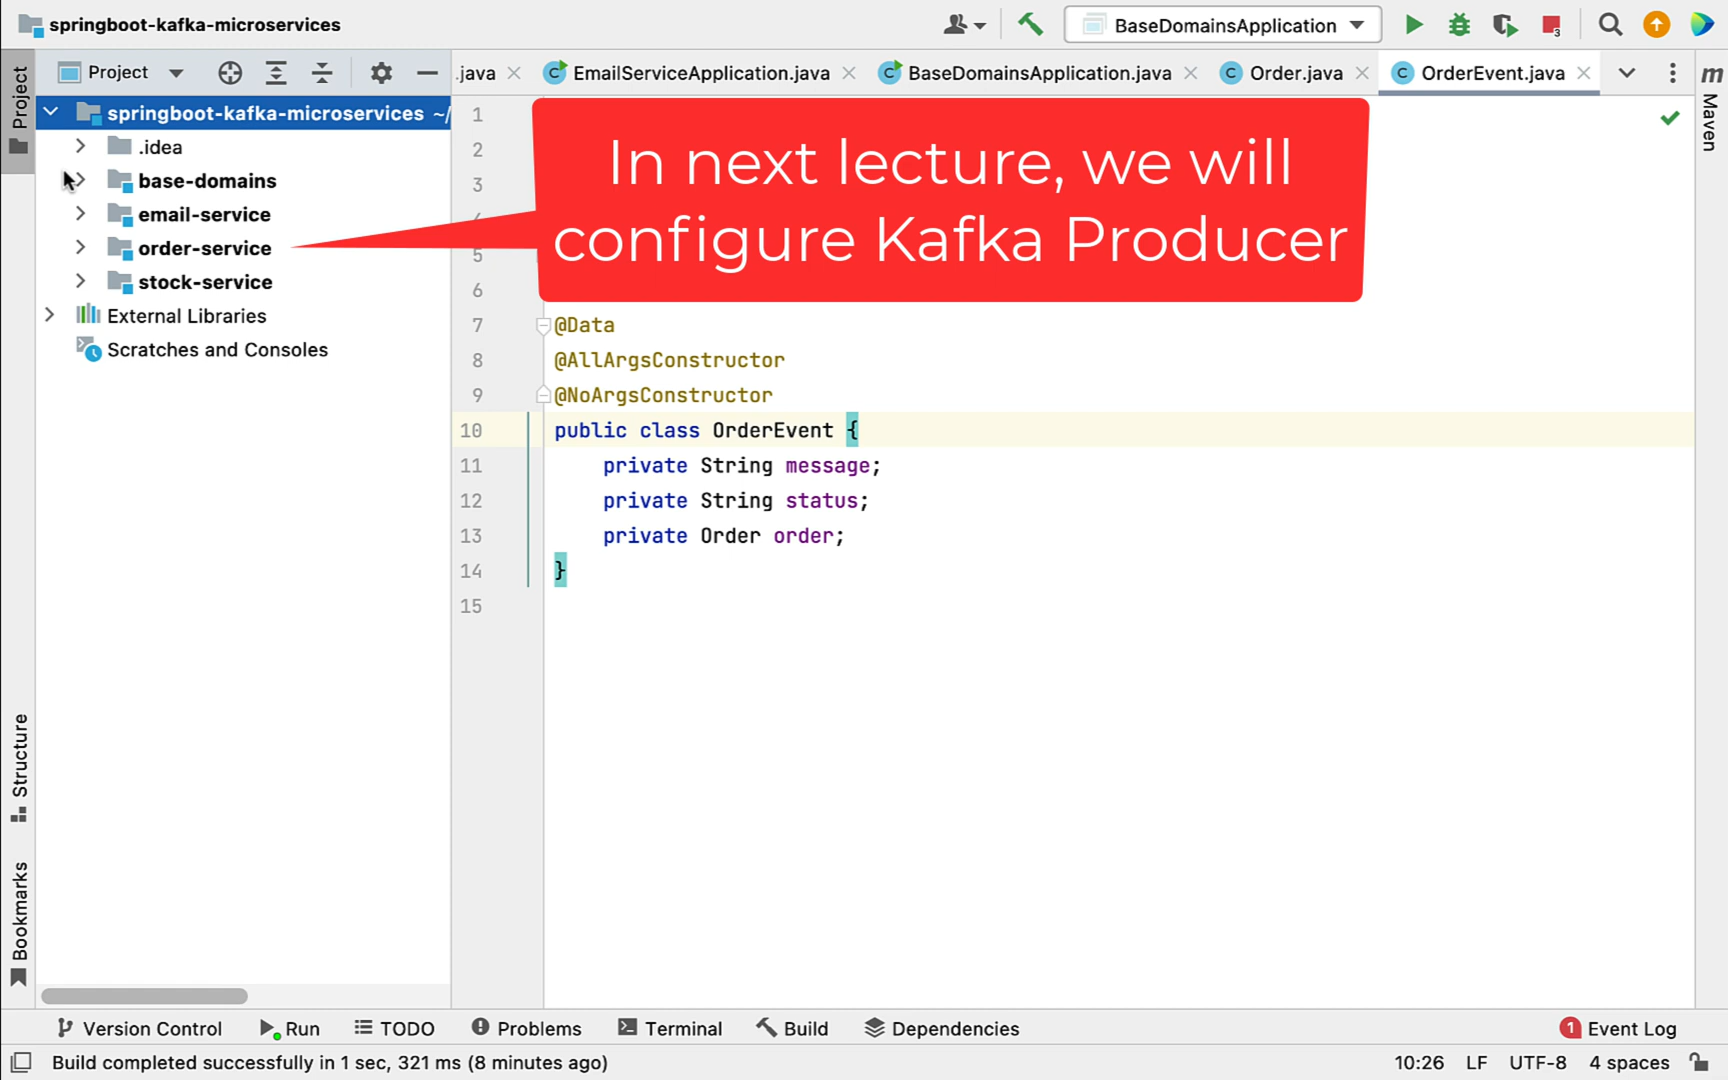 springboot-kafka-microservices
BaseDomainsApplication
3
Project
.java
EmailServiceApplication.java
BaseDomainsApplication.java
Order.java
OrderEvent.java
Project
springboot-kafka-microservices ~/
.idea
base-domains
email-service
order-service
stock-service
External Libraries
Scratches and Consoles
In next lecture, we will
configure Kafka Producer
1
2
3
4
5
6
7 @Data
8 @AllArgsConstructor
9 @NoArgsConstructor
10 public class OrderEvent {
11 private String message;
12 private String status;
13 private Order order;
14 }
15
m
Maven
Structure
Bookmarks
Version Control
Run
TODO
Problems
Terminal
Build
Dependencies
1 Event Log
Build completed successfully in 1 sec, 321 ms (8 minutes ago)
10:26 LF UTF-8 4 spaces